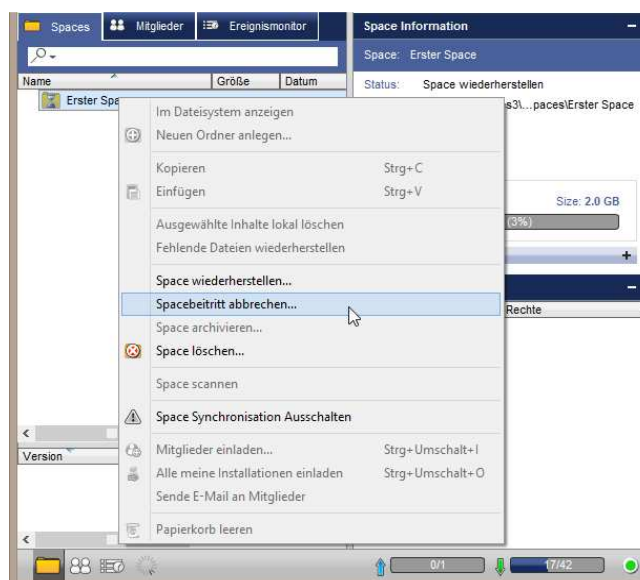 Spaces Mitglieder Ereignismonitor
Name Größe Datum
Erster Spa
Im Dateisystem anzeigen
Neuen Ordner anlegen...
Kopieren Strg+C
Einfügen Strg+V
Ausgewählte Inhalte lokal löschen
Fehlende Dateien wiederherstellen
Space wiederherstellen...
Spacebeitritt abbrechen...
Space archivieren...
Space löschen...
Space scannen
Space Synchronisation Ausschalten
Mitglieder einladen... Strg+Umschalt+I
Alle meine Installationen einladen Strg+Umschalt+O
Sende E-Mail an Mitglieder
Papierkorb leeren
Version
Space Information
Space: Erster Space
Status: Space wiederherstellen
s3\...paces\Erster Space
Size: 2.0 GB
(3%)
Rechte
0/1 17/42